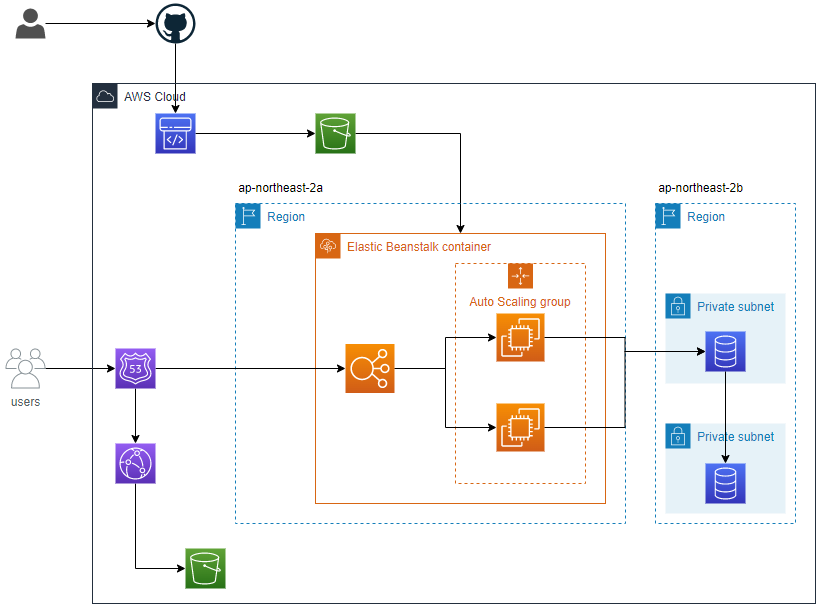 AWS Cloud
ap-northeast-2a
ap-northeast-2b
Region
Region
Elastic Beanstalk container
Auto Scaling group
Private subnet
53
users
Private subnet